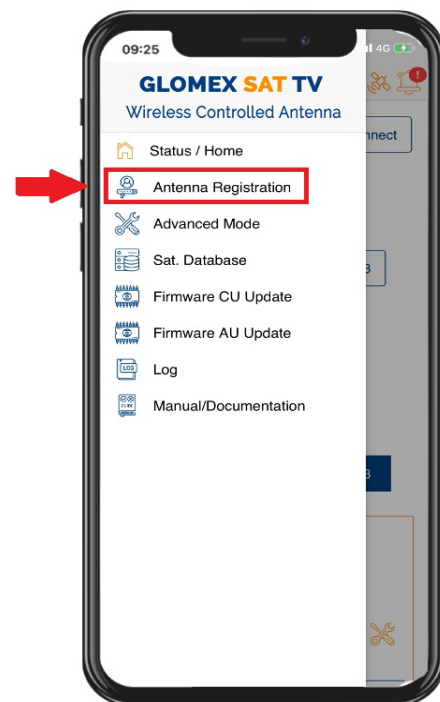 09:25
4G
GLOMEX SAT TV
Wireless Controlled Antenna
Status / Home
Antenna Registration
Advanced Mode
Sat. Database
Firmware CU Update
Firmware AU Update
LOG
Log
Manual/Documentation